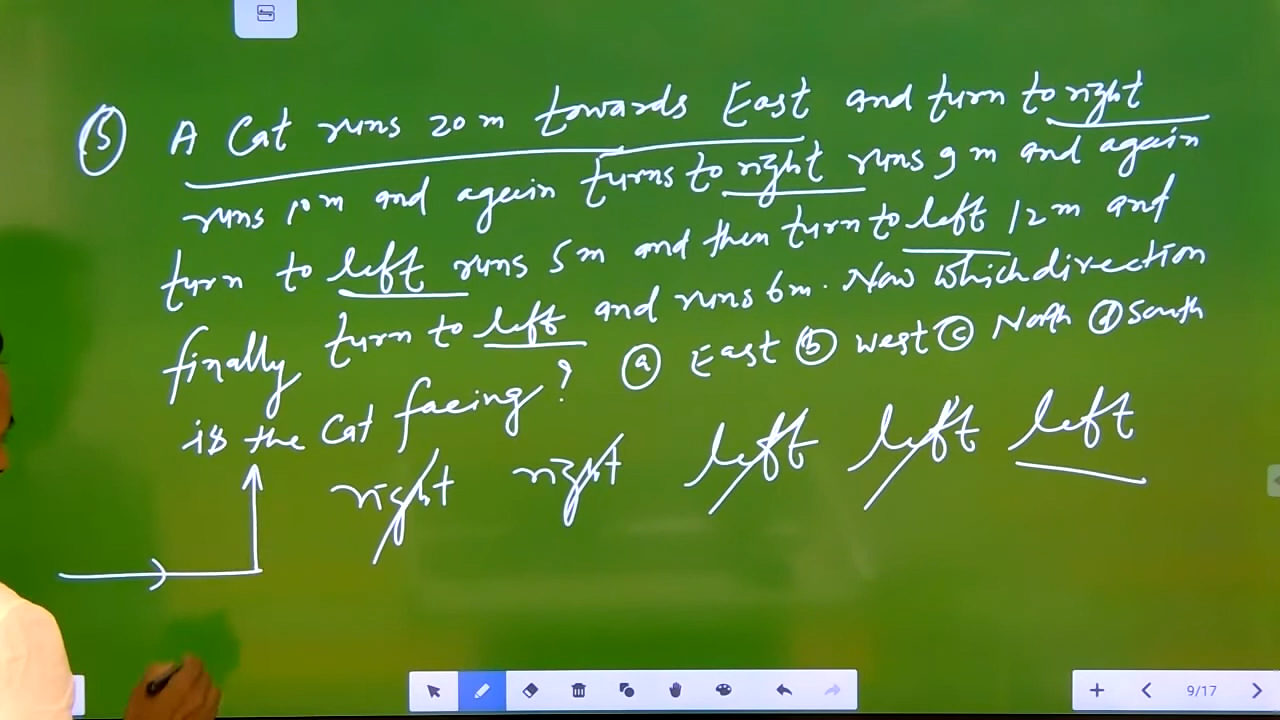 ⑤ A Cat runs 20 m towards East and turn to right
runs 10 m and again turns to right runs 9 m and again
turn to left runs 5 m and then turn to left 12 m and
finally turn to left and runs 6 m. Now which direction
is the Cat facing? ⓐ East ⓑ West ⓒ North ⓓ South
right right left left left
9/17